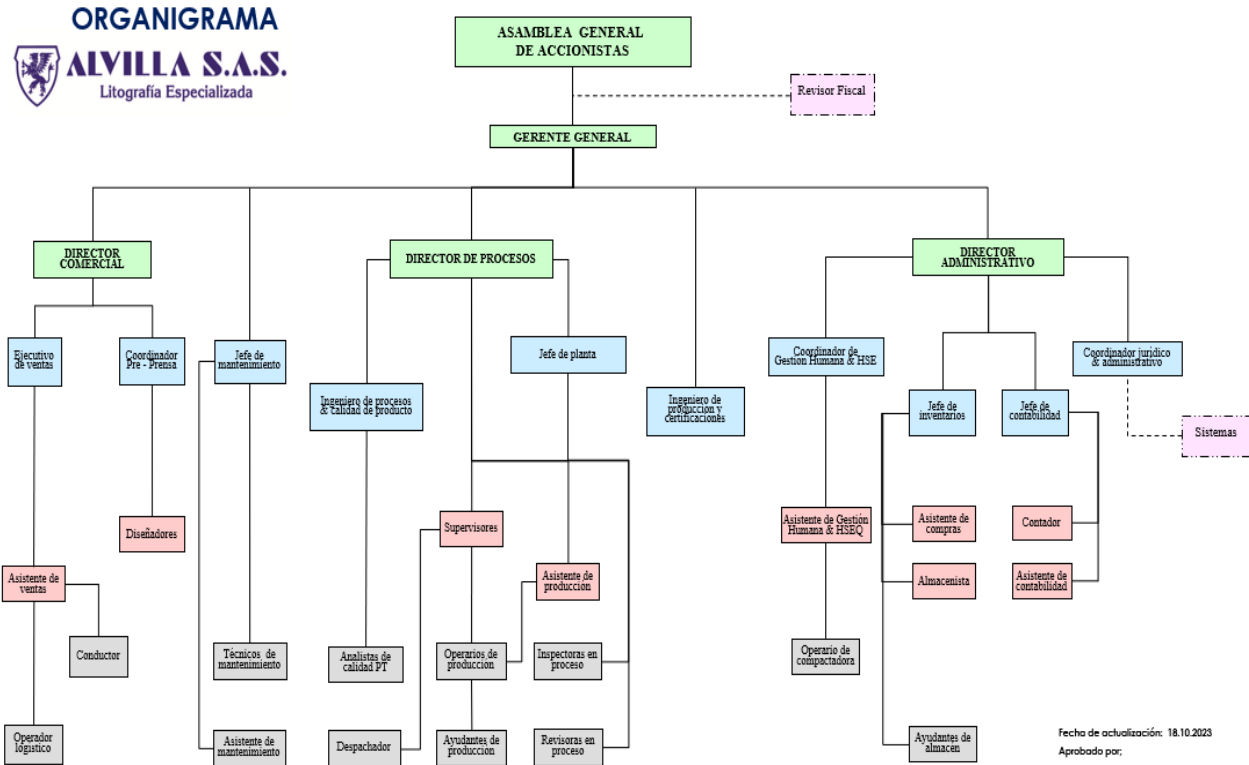 ORGANIGRAMA
ALVILLA S.A.S.
Litografía Especializada
ASAMBLEA GENERAL
DE ACCIONISTAS
Revisor Fiscal
GERENTE GENERAL
DIRECTOR
COMERCIAL
DIRECTOR DE PROCESOS
DIRECTOR
ADMINISTRATIVO
Ejecutivo
de ventas
Coordinador
Pre - Prensa
Jefe de
mantenimiento
Jefe de planta
Coordinador de
Gestión Humana & HSE
Coordinador juridico
& administrativo
Ingeniero de procesos
& calidad de producto
Ingeniero de
produccion y
certificaciones
Jefe de
inventarios
Jefe de
contabilidad
Sistemas
Diseñadores
Supervisores
Asistente de Gestión
Humana & HSEQ
Asistente de
compras
Contador
Asistente de
ventas
Asistente de
producción
Almacenista
Asistente de
contabilidad
Conductor
Técnicos de
mantenimiento
Analistas de
calidad PT
Operarios de
producción
Inspectoras en
proceso
Operario de
compactadora
Operador
logistico
Asistente de
mantenimiento
Despachador
Ayudantes de
producción
Revisoras en
proceso
Ayudantes de
almacén
Fecha de actualización: 18.10.2023
Aprobado por;